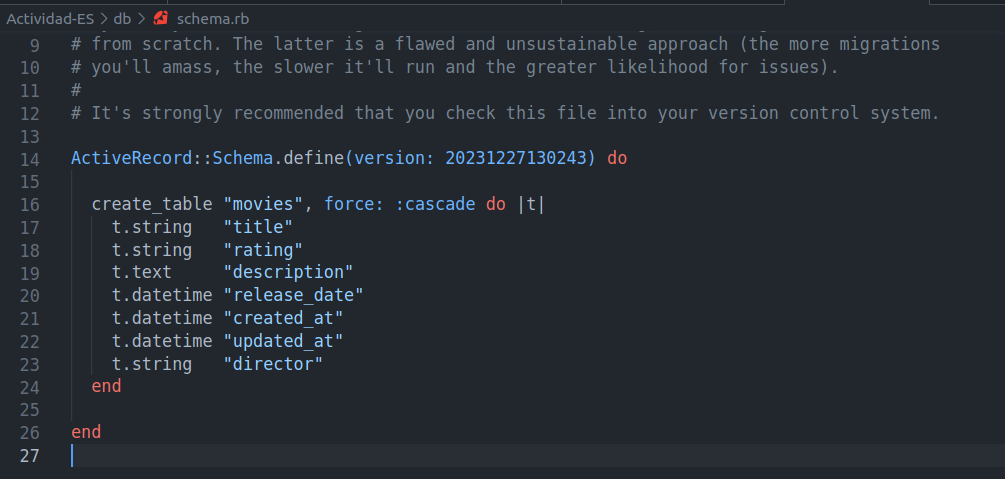 Actividad-ES > db > schema.rb
9 # from scratch. The latter is a flawed and unsustainable approach (the more migrations
10 # you'll amass, the slower it'll run and the greater likelihood for issues).
11 #
12 # It's strongly recommended that you check this file into your version control system.
13
14 ActiveRecord::Schema.define(version: 20231227130243) do
15
16   create_table "movies", force: :cascade do |t|
17     t.string   "title"
18     t.string   "rating"
19     t.text     "description"
20     t.datetime "release_date"
21     t.datetime "created_at"
22     t.datetime "updated_at"
23     t.string   "director"
24   end
25
26 end
27